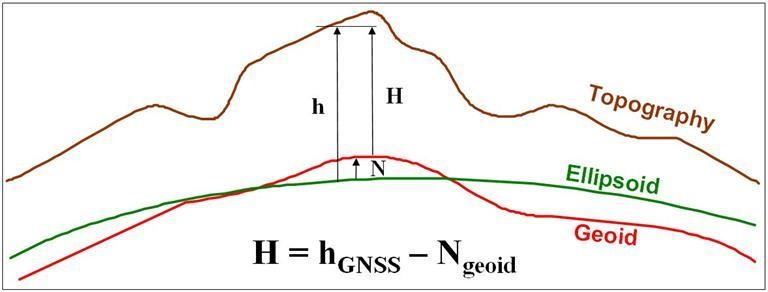 Topography
h
H
N
Ellipsoid
Geoid
H = hGNSS – Ngeoid